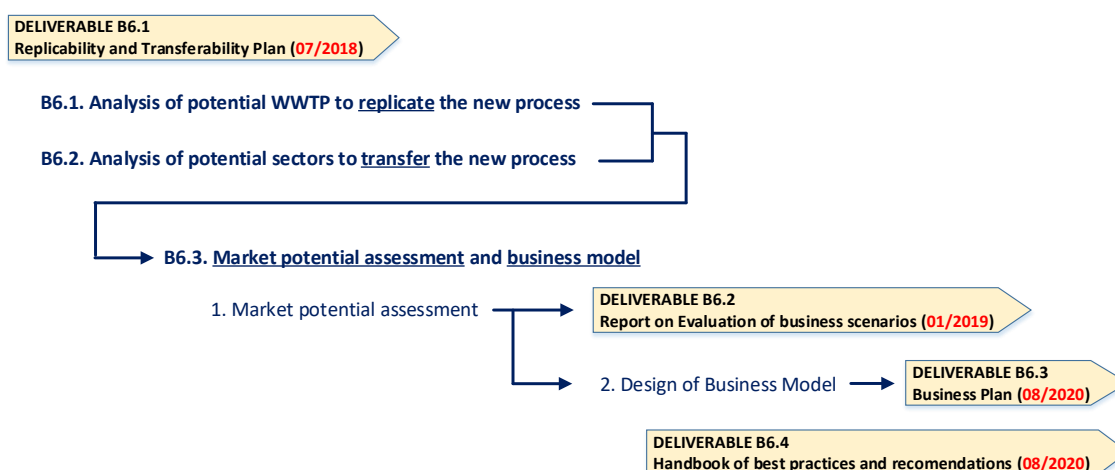 DELIVERABLE B6.1
Replicability and Transferability Plan (07/2018)
B6.1. Analysis of potential WWTP to replicate the new process
B6.2. Analysis of potential sectors to transfer the new process
B6.3. Market potential assessment and business model
1. Market potential assessment
DELIVERABLE B6.2
Report on Evaluation of business scenarios (01/2019)
2. Design of Business Model
DELIVERABLE B6.3
Business Plan (08/2020)
DELIVERABLE B6.4
Handbook of best practices and recomendations (08/2020)